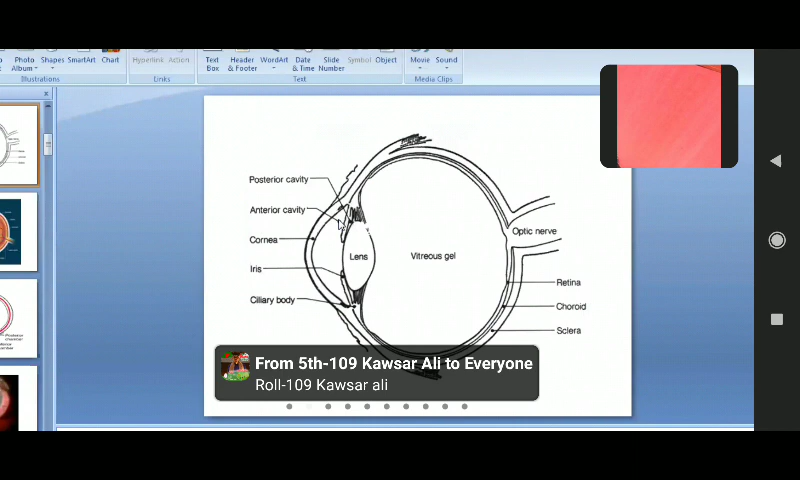 Photo Album
Shapes
SmartArt
Chart
Illustrations
Hyperlink
Action
Links
Text Box
Header & Footer
WordArt
Date & Time
Slide Number
Symbol
Object
Text
Movie
Sound
Media Clips
Posterior cavity
Anterior cavity
Cornea
Iris
Ciliary body
Lens
Vitreous gel
Optic nerve
Retina
Choroid
Sclera
From 5th-109 Kawsar Ali to Everyone
Roll-109 Kawsar ali